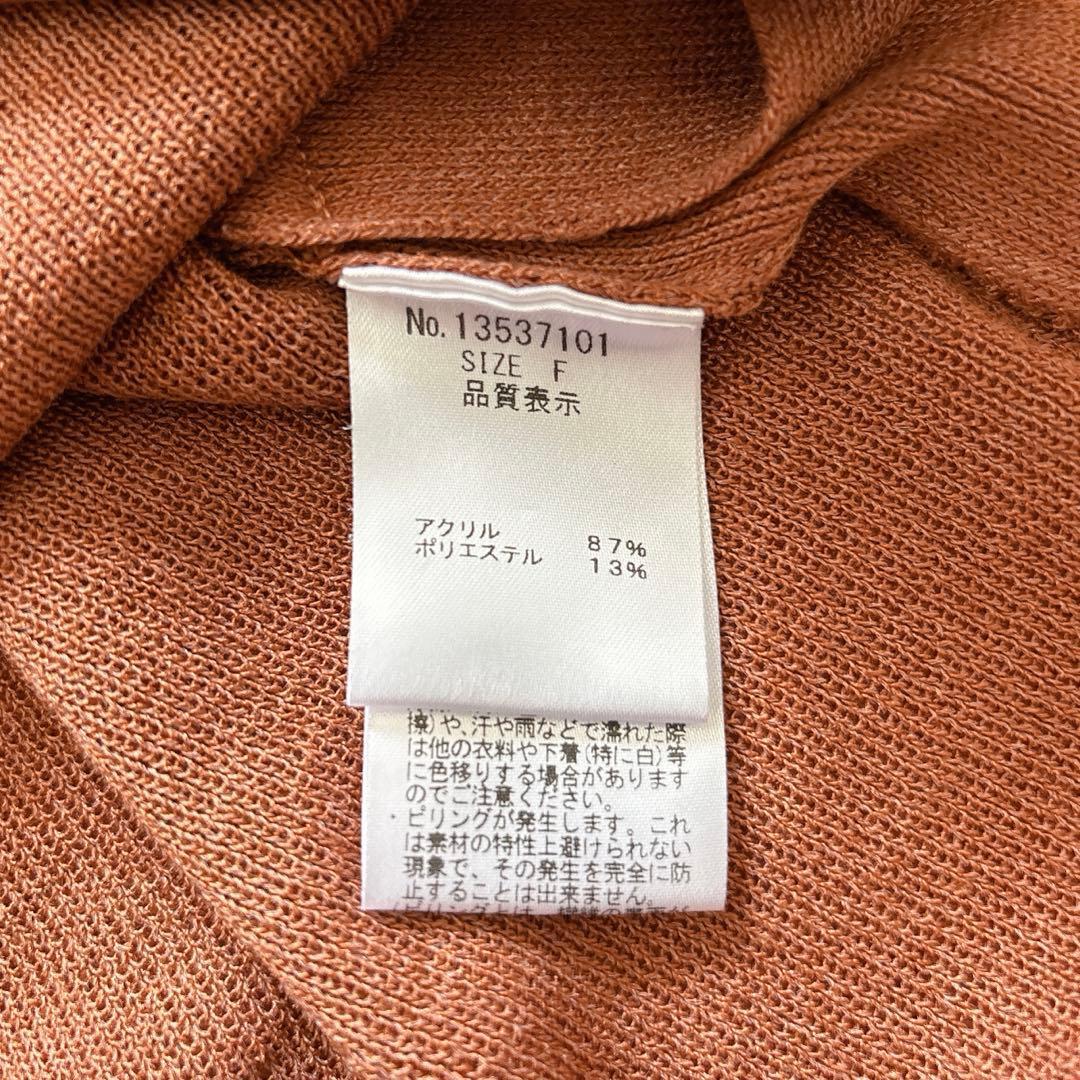 No.13537101
SIZE F
品質表示
アクリル 87%
ポリエステル 13%
擦)や、汗や雨などで濡れた際
は他の衣料や下着(特に白)等
に色移りする場合があります
のでご注意ください。
・ピリングが発生します。これ
は素材の特性上避けられない
現象で、その発生を完全に防
止することは出来ません。